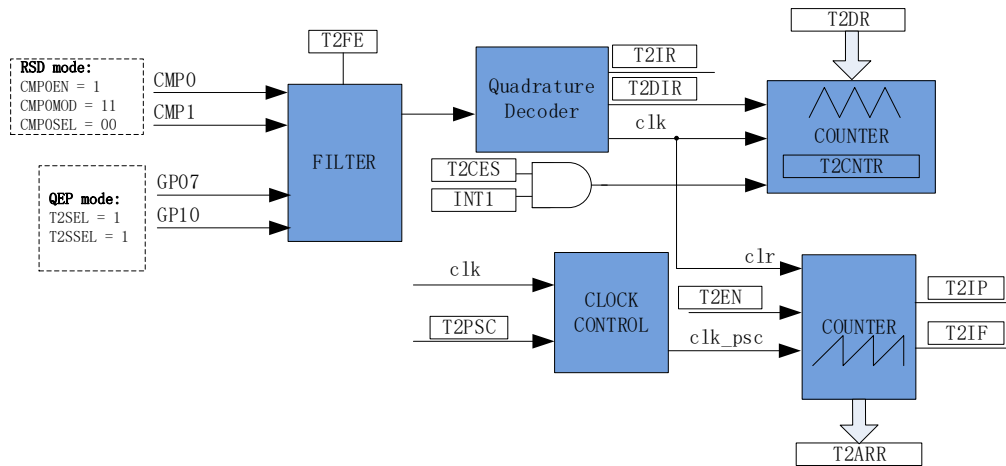 T2DR
T2FE
RSD mode:
CMP0EN = 1
CMP0MOD = 11
CMP0SEL = 00
CMP0
CMP1
FILTER
Quadrature
Decoder
T2IR
T2DIR
clk
COUNTER
T2CNTR
T2CES
INT1
QEP mode:
T2SEL = 1
T2SSEL = 1
GP07
GP10
clk
T2PSC
CLOCK
CONTROL
clr
T2EN
clk_psc
COUNTER
T2IP
T2IF
T2ARR